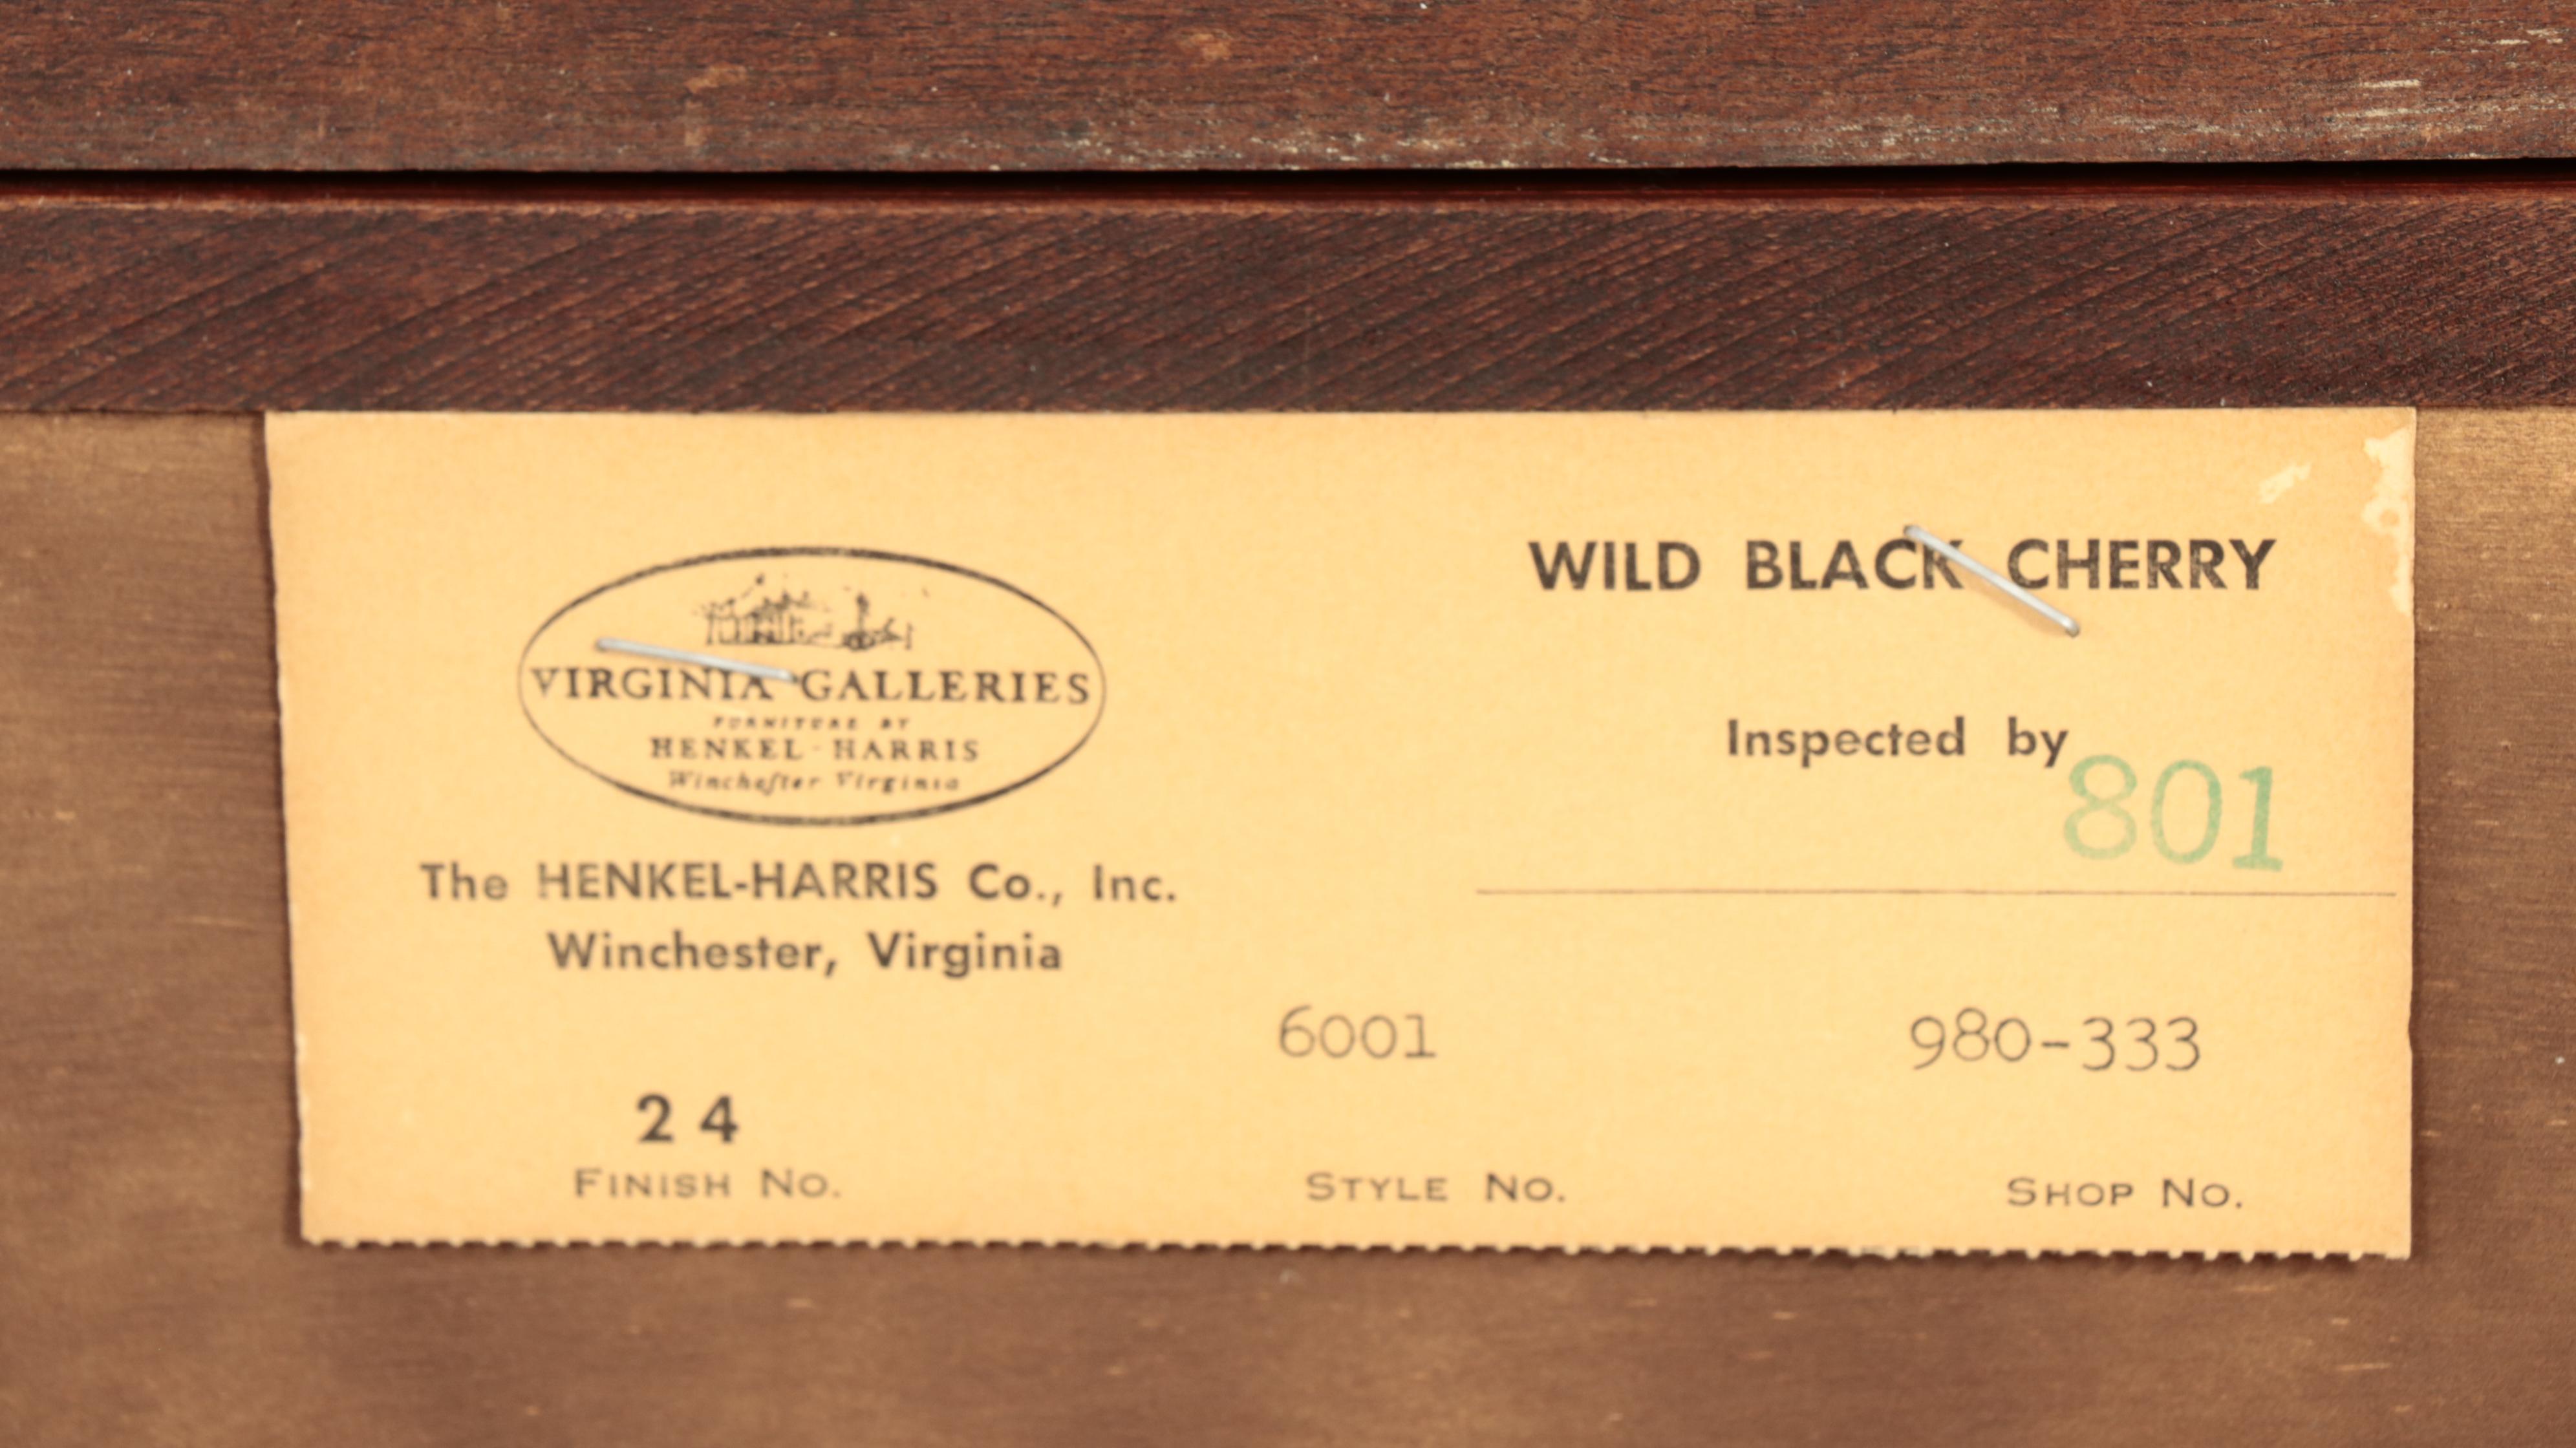 VIRGINIA GALLERIES
FURNITURE BY
HENKEL-HARRIS
Wincheſter Virginia
The HENKEL-HARRIS Co., Inc.
Winchester, Virginia
WILD BLACK CHERRY
Inspected by
801
24
FINISH No.
6001
STYLE No.
980-333
SHOP No.